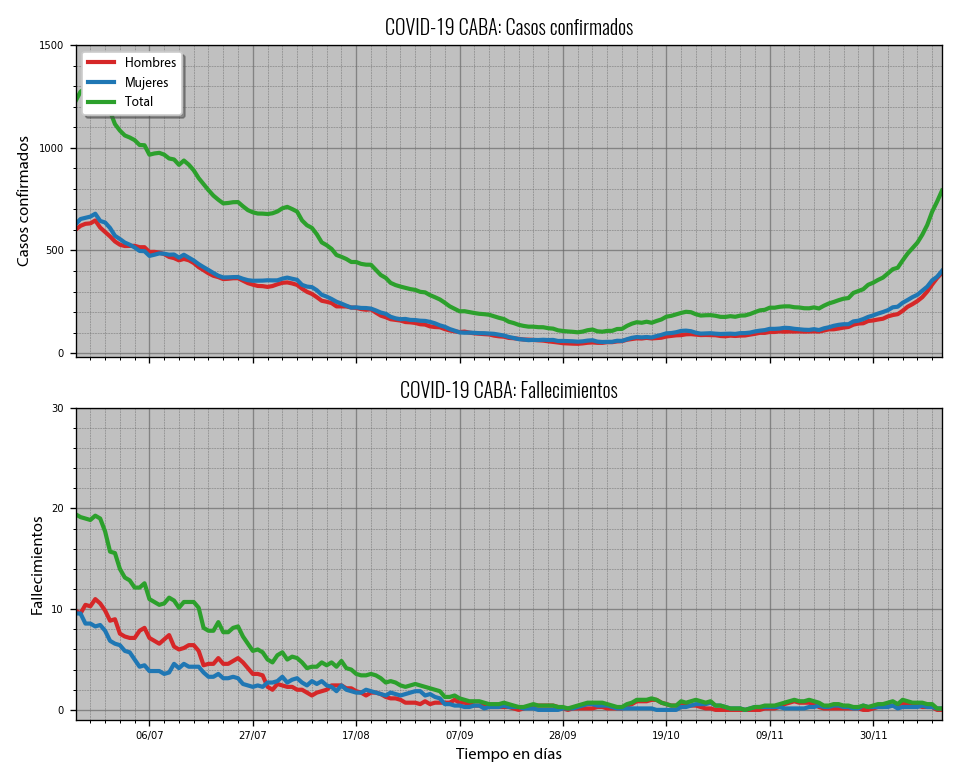 COVID-19 CABA: Casos confirmados
1500
Hombres
Mujeres
Total
1000
500
0
Casos confirmados
COVID-19 CABA: Fallecimientos
30
20
10
0
Fallecimientos
06/07 27/07 17/08 07/09 28/09 19/10 09/11 30/11
Tiempo en días